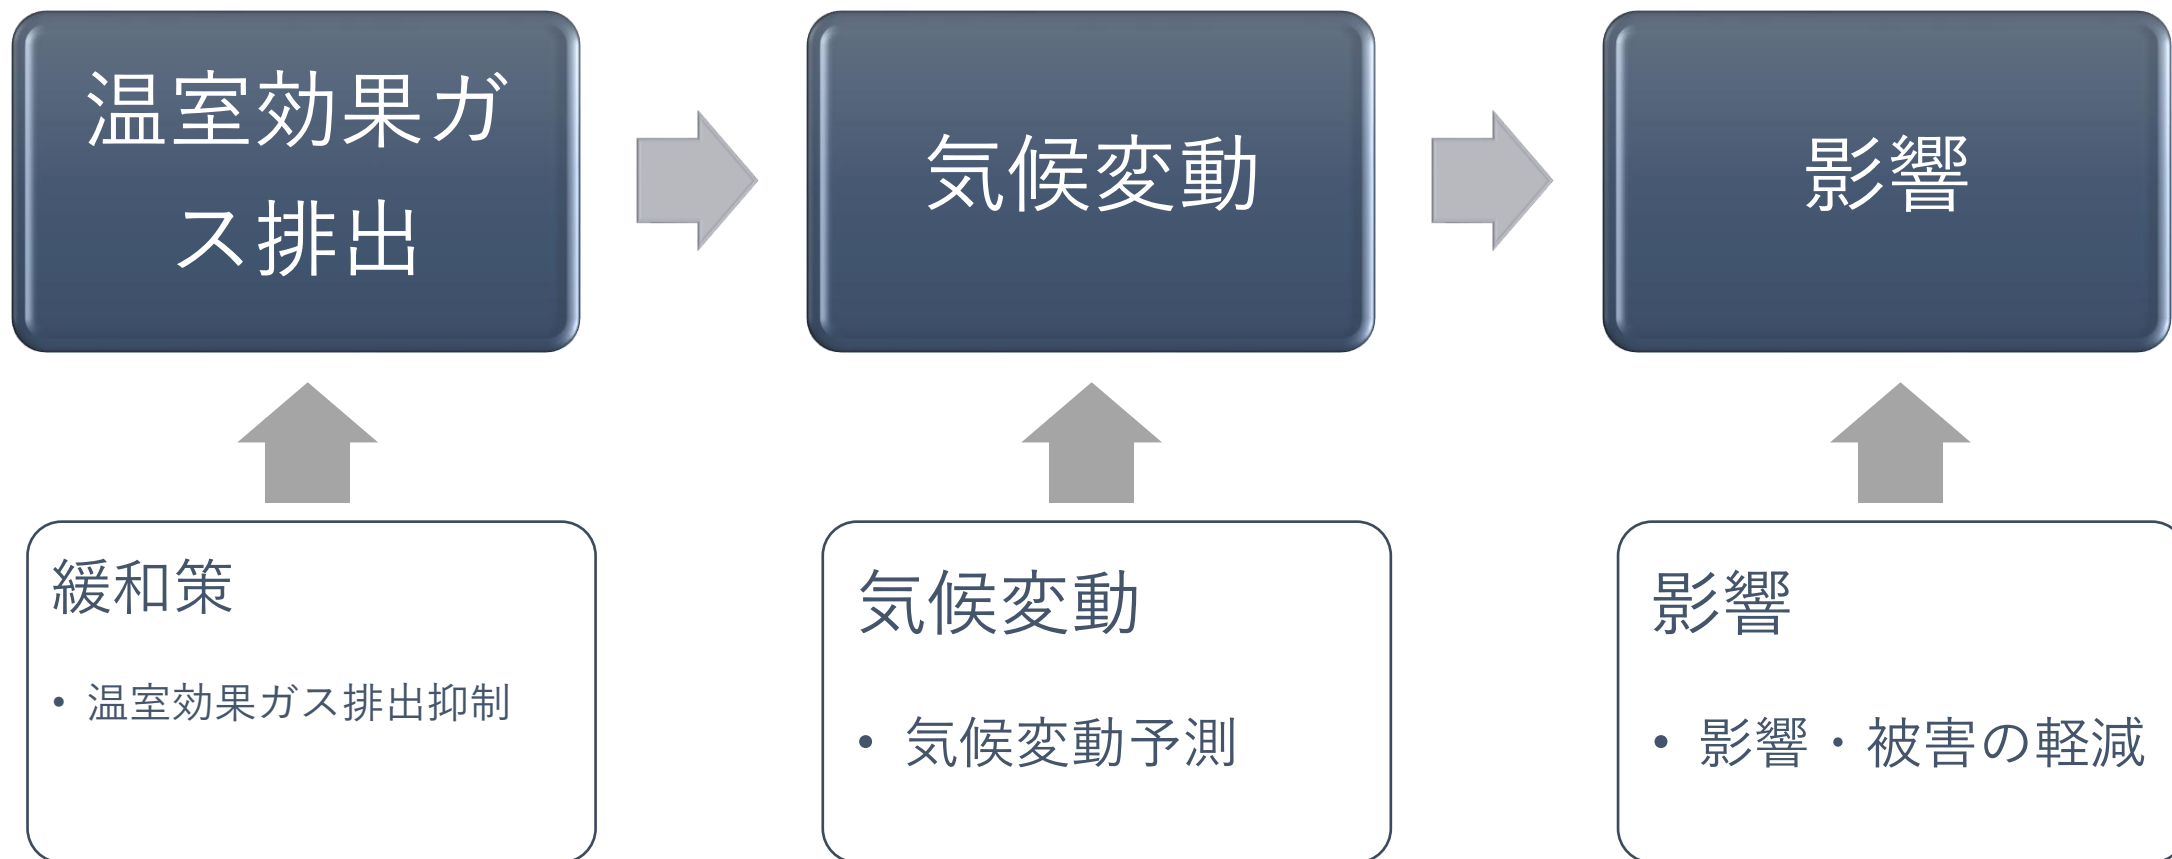 温室効果ガ
ス排出
気候変動
影響
緩和策
• 温室効果ガス排出抑制
気候変動
• 気候変動予測
影響
• 影響・被害の軽減